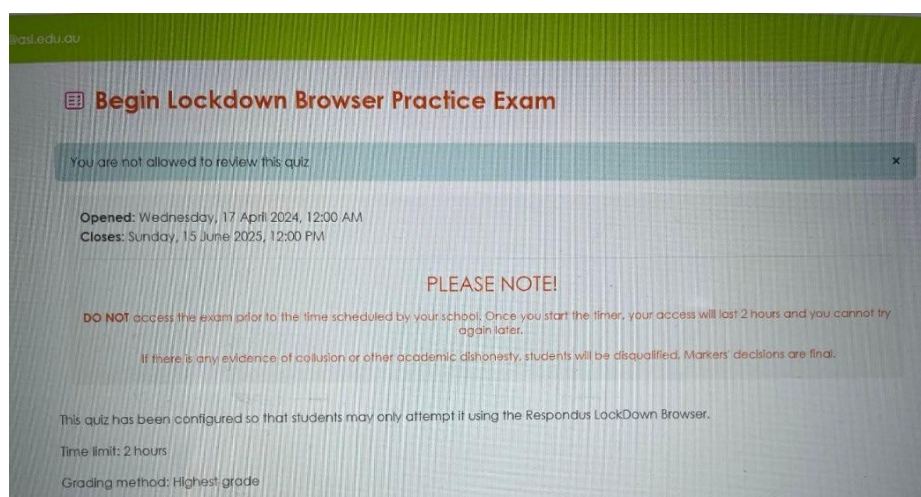 @asi.edu.au
Begin Lockdown Browser Practice Exam
You are not allowed to review this quiz
×
Opened: Wednesday, 17 April 2024, 12:00 AM
Closes: Sunday, 15 June 2025, 12:00 PM
PLEASE NOTE!
DO NOT access the exam prior to the time scheduled by your school. Once you start the timer, your access will last 2 hours and you cannot try
again later.
If there is any evidence of collusion or other academic dishonesty, students will be disqualified. Markers' decisions are final.
This quiz has been configured so that students may only attempt it using the Respondus LockDown Browser.
Time limit: 2 hours
Grading method: Highest grade